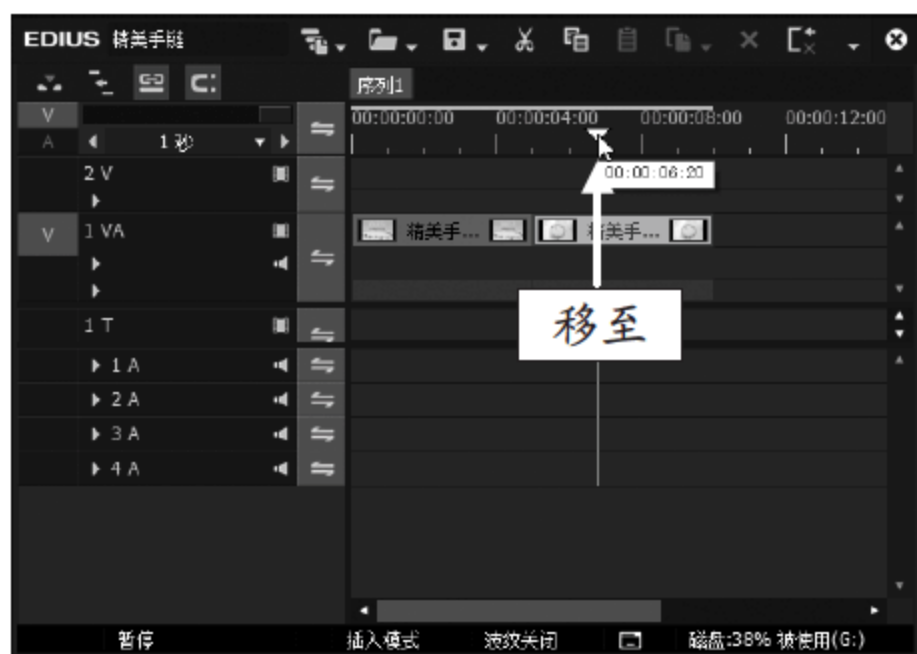 EDIUS 精美手链
序列1
V
A
1秒
00:00:00:00 00:00:04:00 00:00:08:00 00:00:12:00
00:00:06:20
2 V
V 1 VA
精美手... 精美手...
移至
1 T
1 A
2 A
3 A
4 A
暂停 插入模式 波纹关闭 磁盘:38% 被使用(G:)